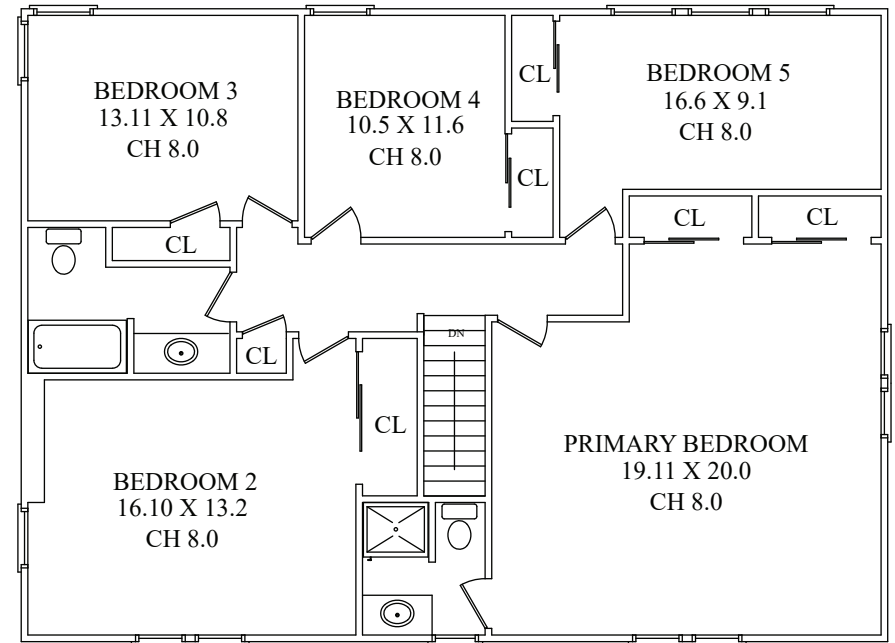 BEDROOM 3
13.11 X 10.8
CH 8.0
BEDROOM 4
10.5 X 11.6
CH 8.0
CL
BEDROOM 5
16.6 X 9.1
CH 8.0
CL
CL
CL
CL
DN
CL
CL
BEDROOM 2
16.10 X 13.2
CH 8.0
PRIMARY BEDROOM
19.11 X 20.0
CH 8.0